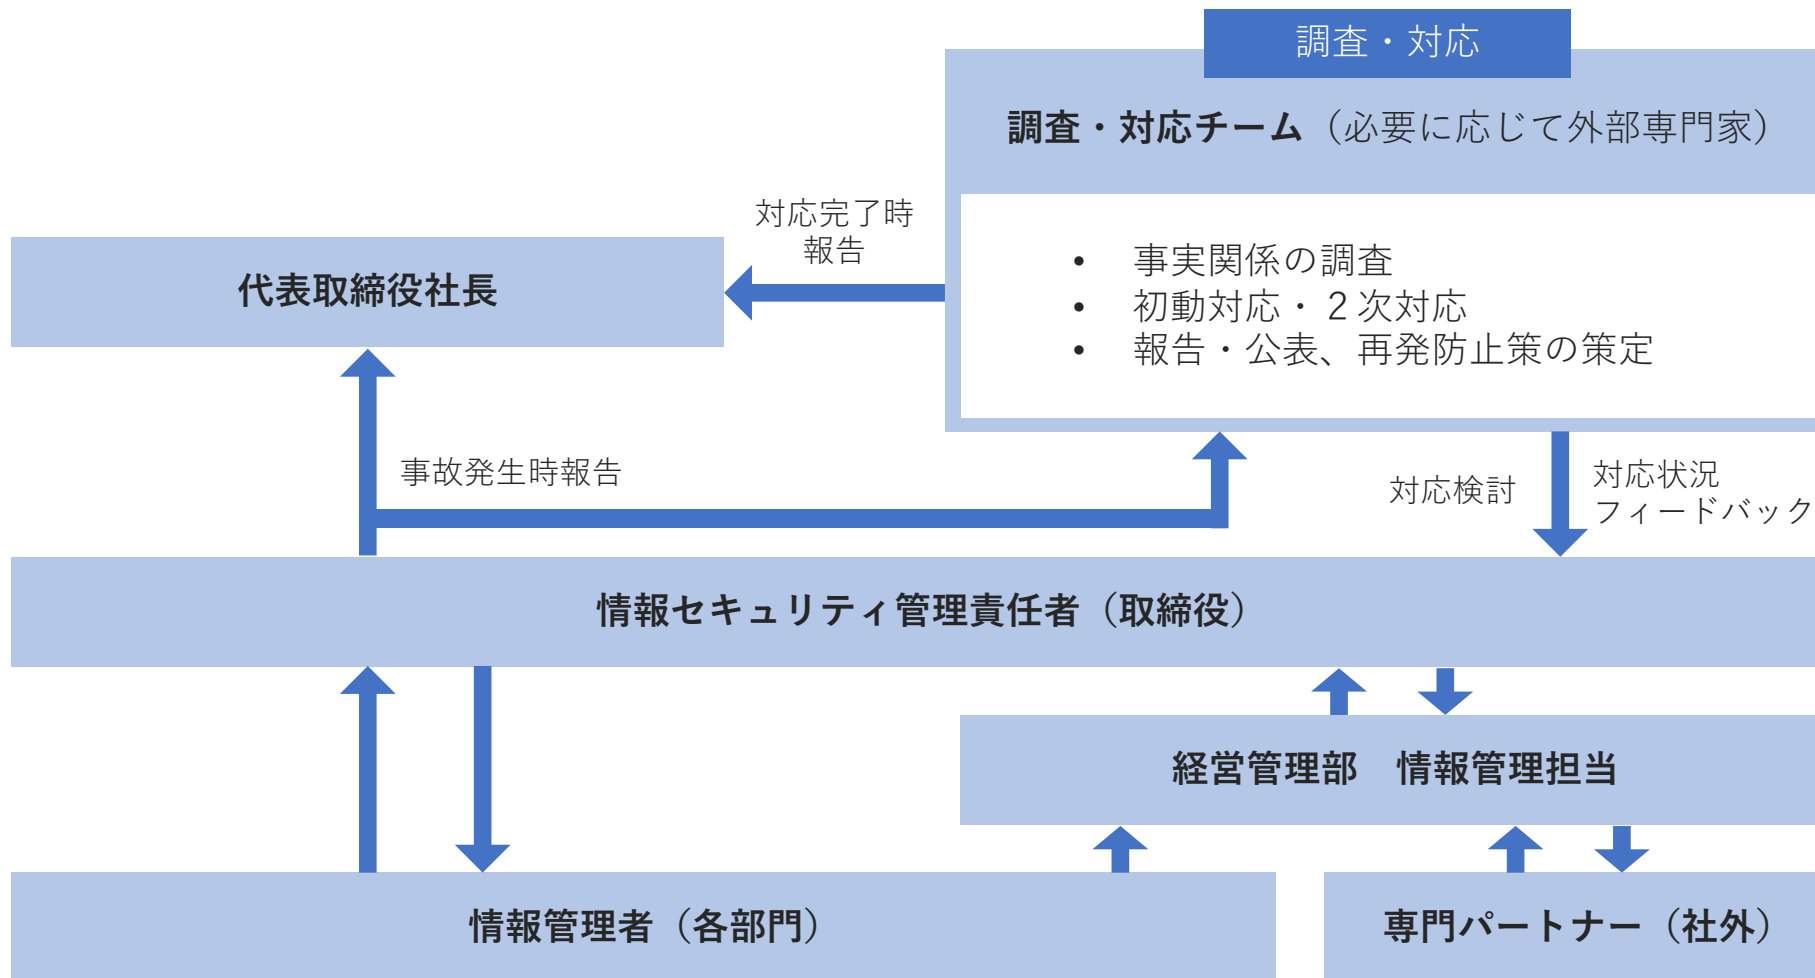 調査・対応
調査・対応チーム（必要に応じて外部専門家）
対応完了時
報告
• 事実関係の調査
• 初動対応・２次対応
• 報告・公表、再発防止策の策定
代表取締役社長
事故発生時報告
対応検討
対応状況
フィードバック
情報セキュリティ管理責任者（取締役）
経営管理部　情報管理担当
情報管理者（各部門）
専門パートナー（社外）